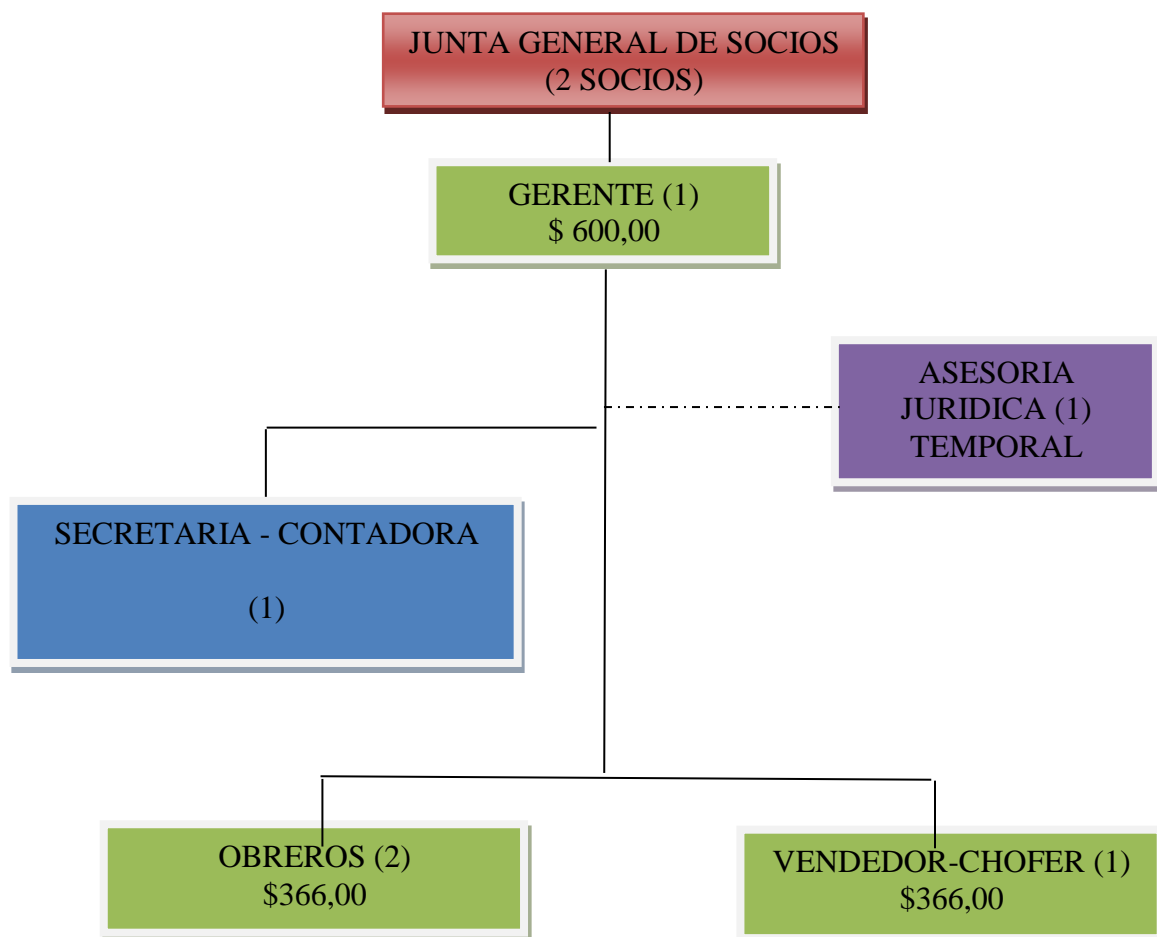 JUNTA GENERAL DE SOCIOS
(2 SOCIOS)
GERENTE (1)
$ 600,00
ASESORIA
JURIDICA (1)
TEMPORAL
SECRETARIA - CONTADORA
(1)
OBREROS (2)
$366,00
VENDEDOR-CHOFER (1)
$366,00